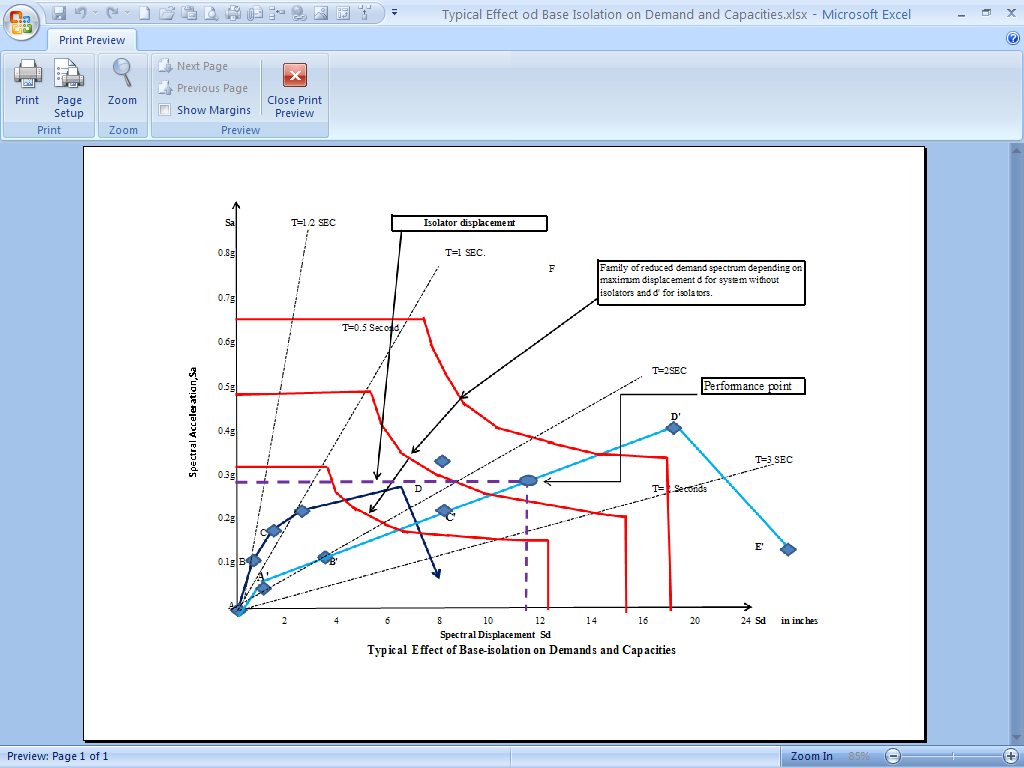 Typical Effect od Base Isolation on Demand and Capacities.xlsx - Microsoft Excel
Print Preview
Print
Page Setup
Zoom
Next Page
Previous Page
Show Margins
Close Print Preview
Print
Zoom
Preview
Sa
T=1/2 SEC
Isolator displacement
T=1 SEC.
F
Family of reduced demand spectrum depending on
maximum displacement d for system without
isolators and d' for isolators.
0.8g
0.7g
T=0.5 Second
0.6g
T=2SEC
0.5g
Performance point
Spectral Acceleration,Sa
D'
0.4g
T=3 SEC
0.3g
D
T= Seconds
0.2g
C'
C
E'
0.1g
B
B'
A'
A
2 4 6 8 10 12 14 16 20 24 Sd in inches
Spectral Displacement Sd
Typical Effect of Base-isolation on Demands and Capacities
Preview: Page 1 of 1
Zoom In
85%